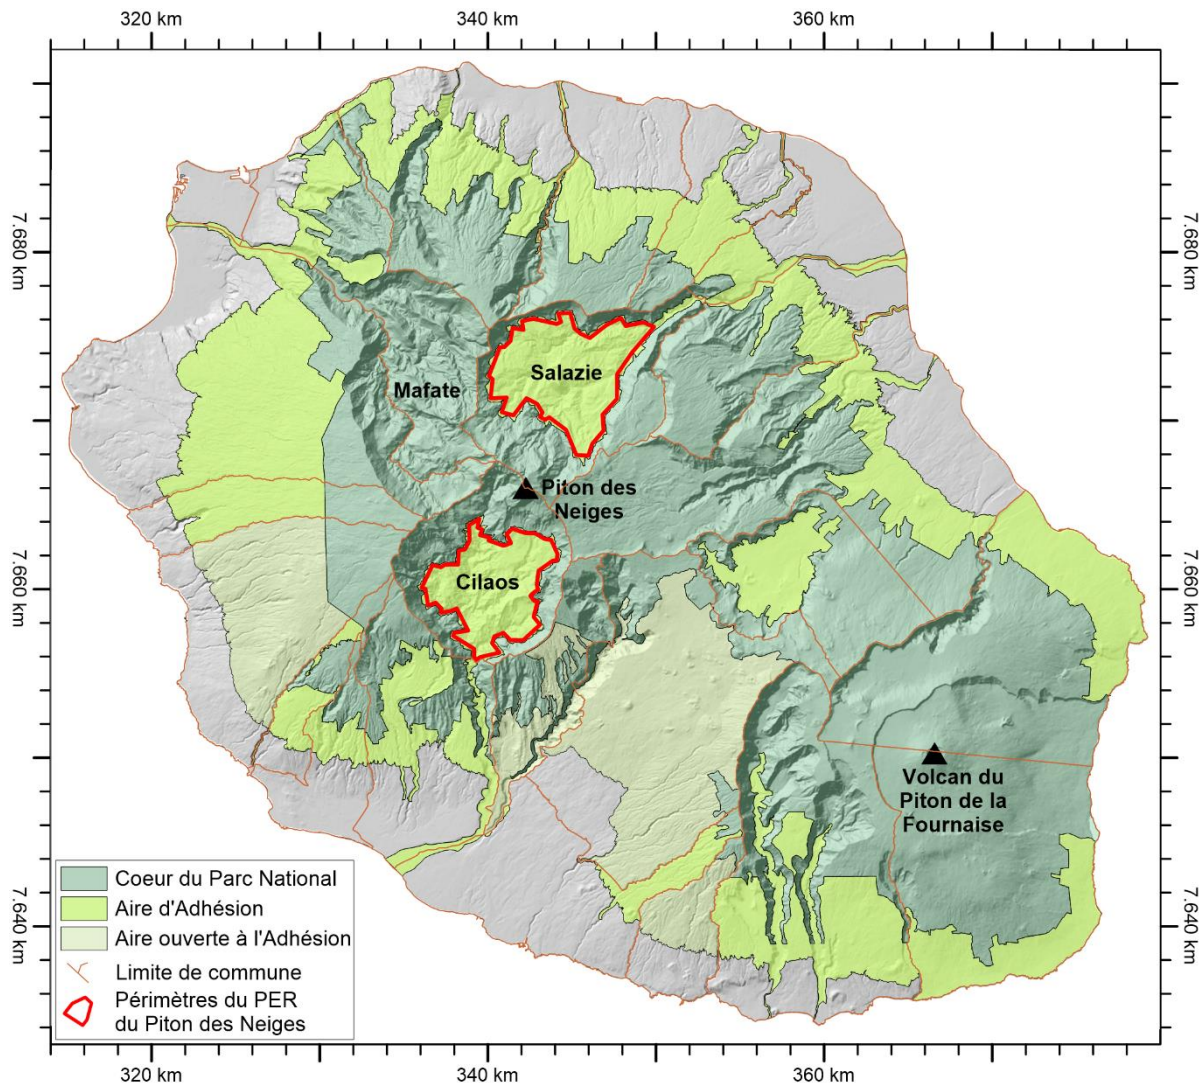 320 km
340 km
360 km
7.680 km
7.680 km
Salazie
Mafate
Piton des
Neiges
7.660 km
Cilaos
7.660 km
Volcan du
Piton de la
Fournaise
Coeur du Parc National
Aire d'Adhésion
Aire ouverte à l'Adhésion
Limite de commune
Périmètres du PER
du Piton des Neiges
7.640 km
7.640 km
320 km
340 km
360 km